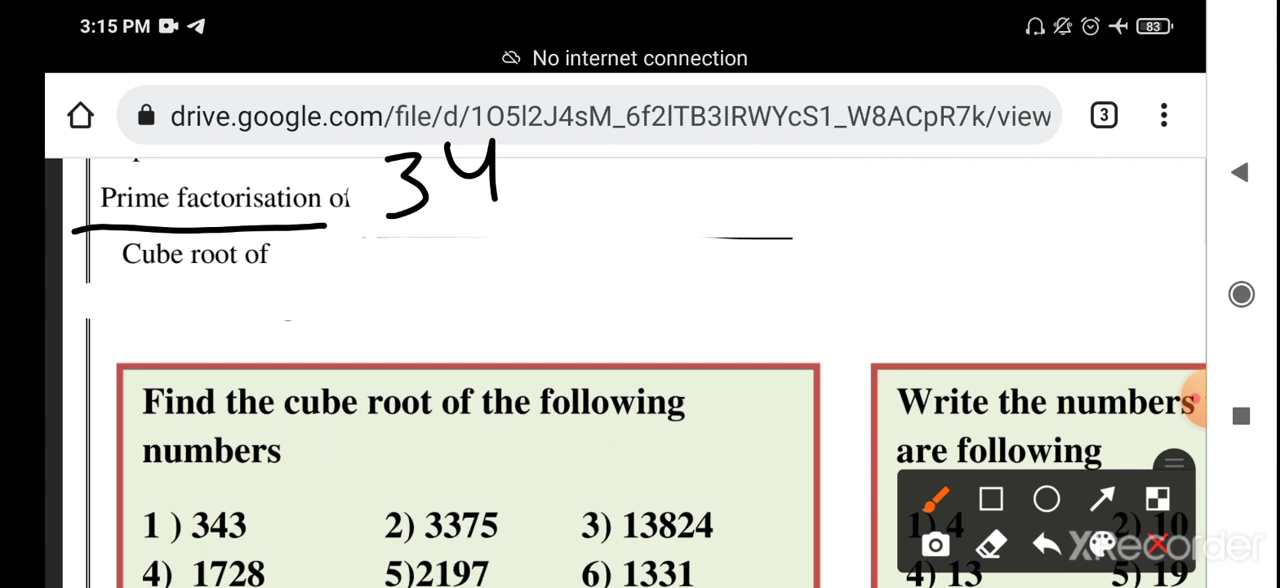 3:15 PM 83
No internet connection
drive.google.com/file/d/1O5l2J4sM_6f2lTB3IRWYcS1_W8ACpR7k/view 3
Prime factorisation of 34
Cube root of
Find the cube root of the following
numbers
1 ) 343 2) 3375 3) 13824
4) 1728 5)2197 6) 1331
Write the numbers
are following
1) 4 2) 10
4) 13 5) 19
XRecorder